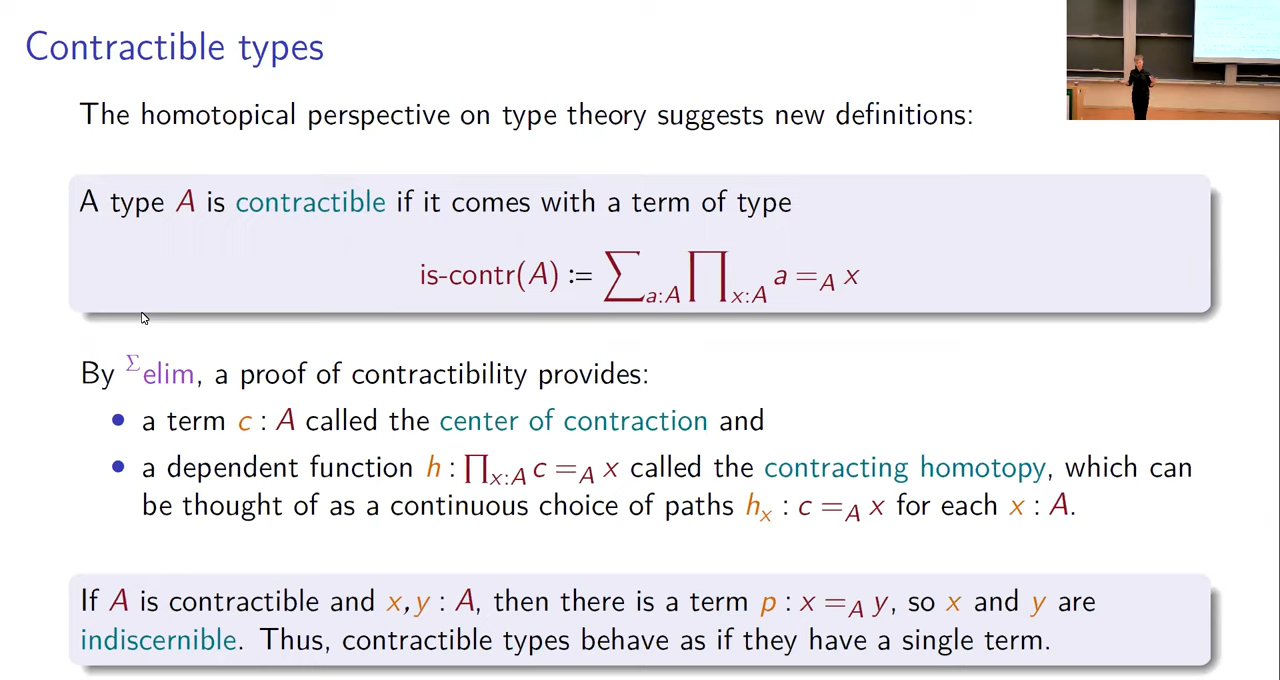 Contractible types
The homotopical perspective on type theory suggests new definitions:
A type A is contractible if it comes with a term of type
is-contr(A) := ∑_{a:A} ∏_{x:A} a =_A x
By ^Σelim, a proof of contractibility provides:
• a term c : A called the center of contraction and
• a dependent function h : ∏_{x:A} c =_A x called the contracting homotopy, which can
be thought of as a continuous choice of paths h_x : c =_A x for each x : A.
If A is contractible and x, y : A, then there is a term p : x =_A y, so x and y are
indiscernible. Thus, contractible types behave as if they have a single term.